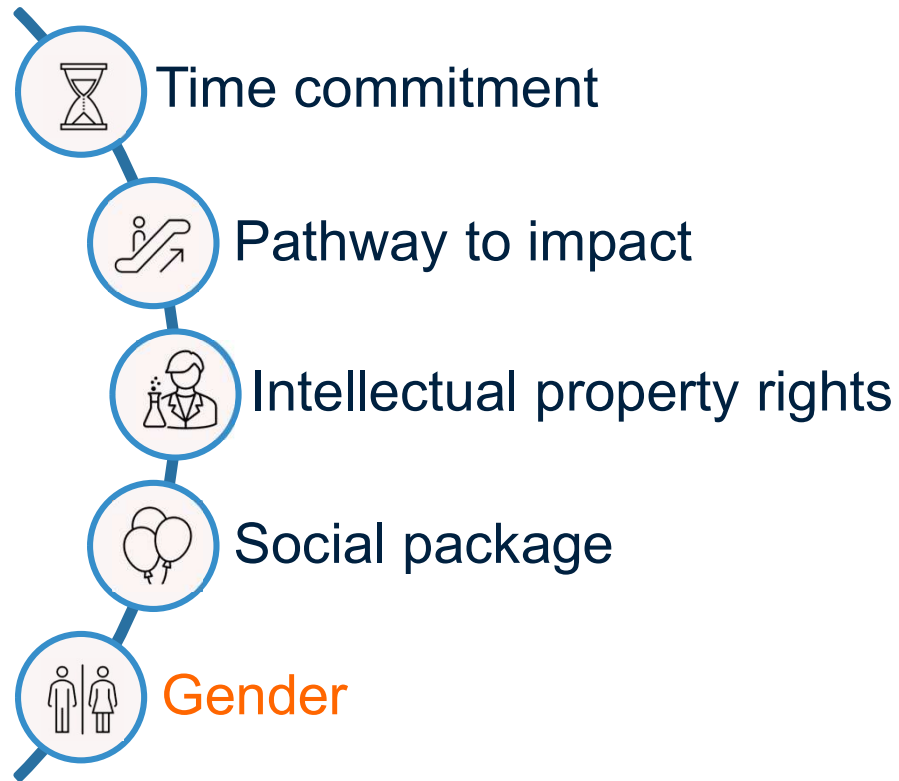 Time commitment
Pathway to impact
Intellectual property rights
Social package
Gender